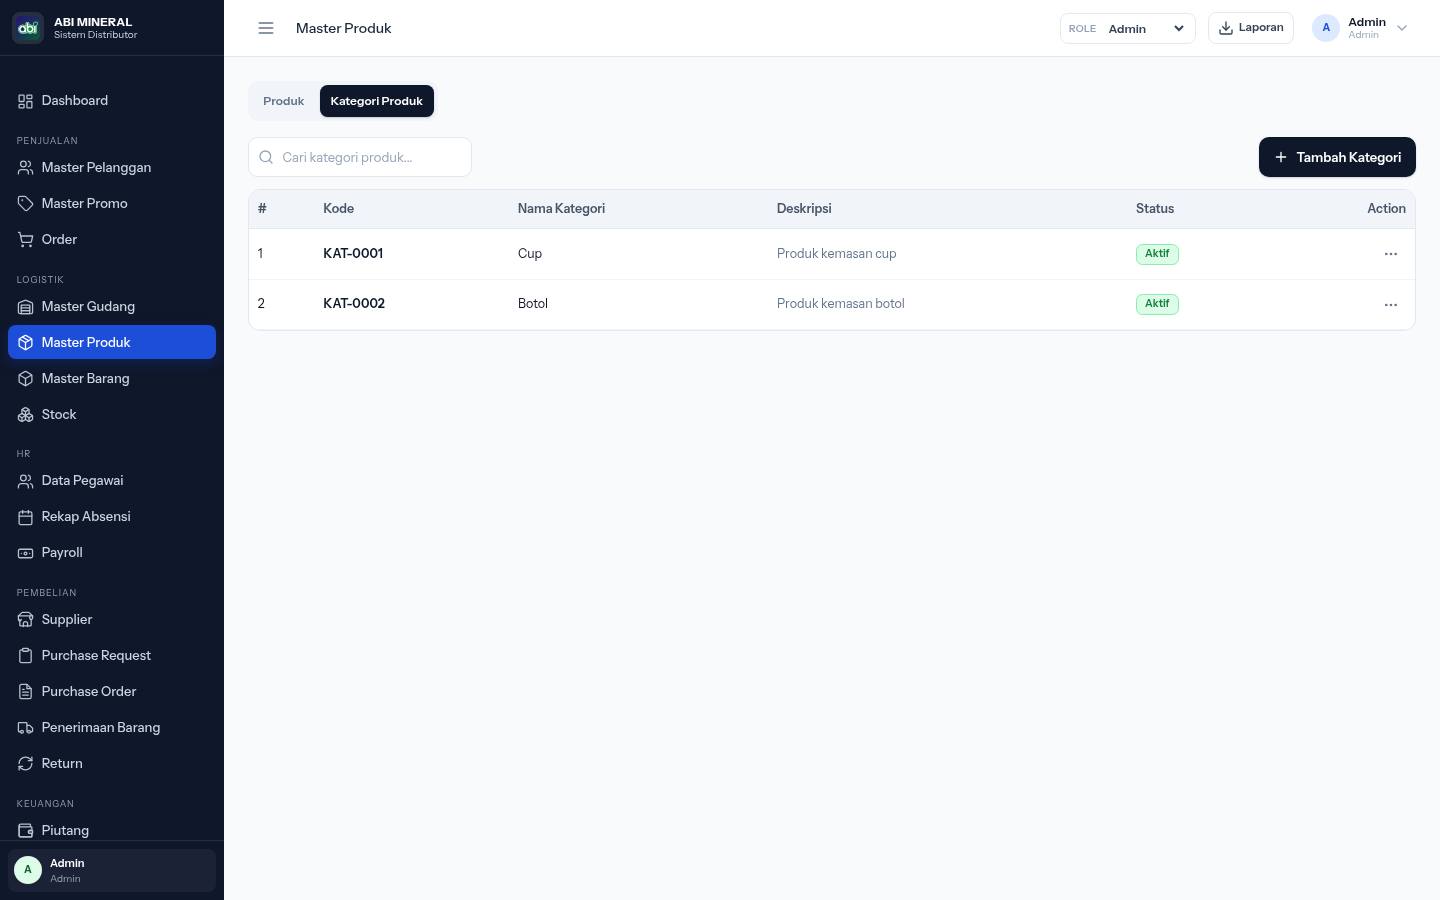 abi
ABI MINERAL
Sistem Distributor
Dashboard
PENJUALAN
Master Pelanggan
Master Promo
Order
LOGISTIK
Master Gudang
Master Produk
Master Barang
Stock
HR
Data Pegawai
Rekap Absensi
Payroll
PEMBELIAN
Supplier
Purchase Request
Purchase Order
Penerimaan Barang
Return
KEUANGAN
Piutang
A
Admin
Admin
Master Produk
ROLE Admin
Laporan
A
Admin
Admin
Produk Kategori Produk
Cari kategori produk...
Tambah Kategori
# Kode Nama Kategori Deskripsi Status Action
1 KAT-0001 Cup Produk kemasan cup Aktif
2 KAT-0002 Botol Produk kemasan botol Aktif